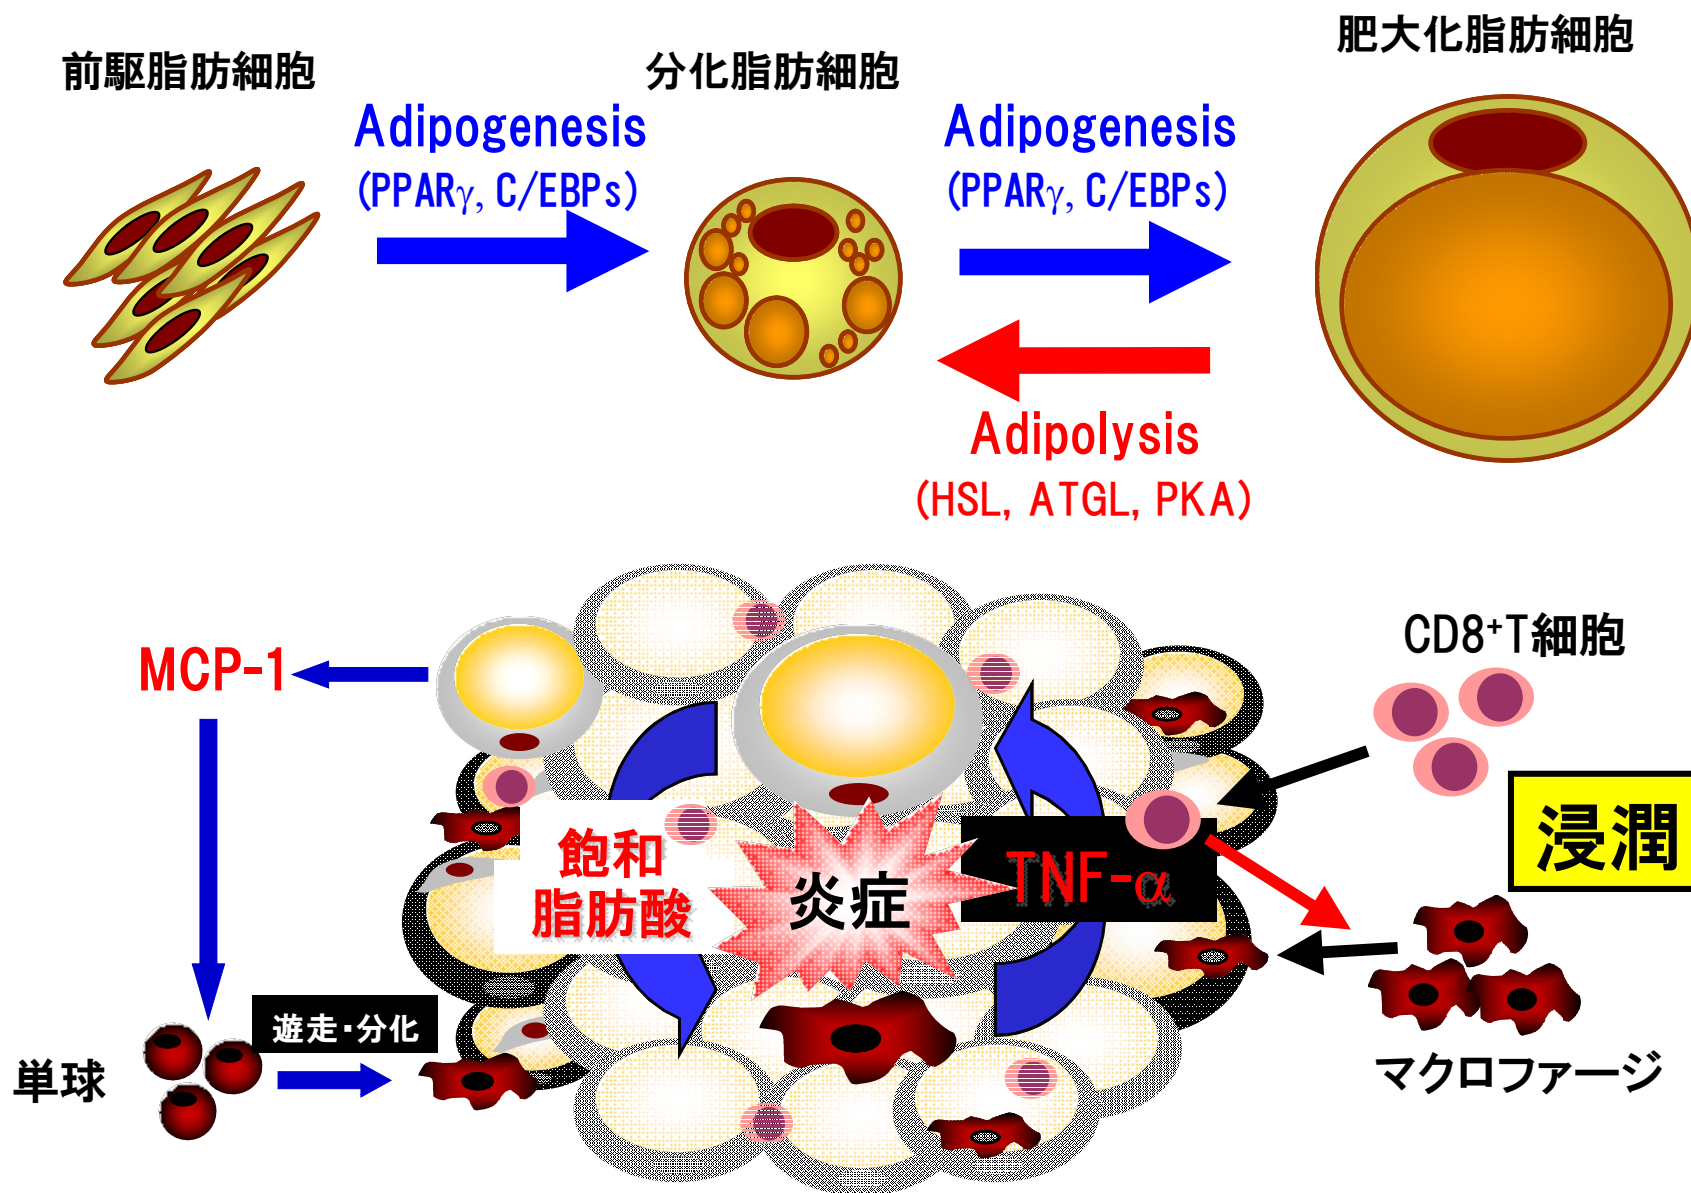 前駆脂肪細胞
分化脂肪細胞
肥大化脂肪細胞
Adipogenesis
(PPARγ, C/EBPs)
Adipogenesis
(PPARγ, C/EBPs)
Adipolysis
(HSL, ATGL, PKA)
MCP-1
CD8⁺T細胞
浸潤
飽和
脂肪酸
炎症
TNF-α
遊走・分化
単球
マクロファージ